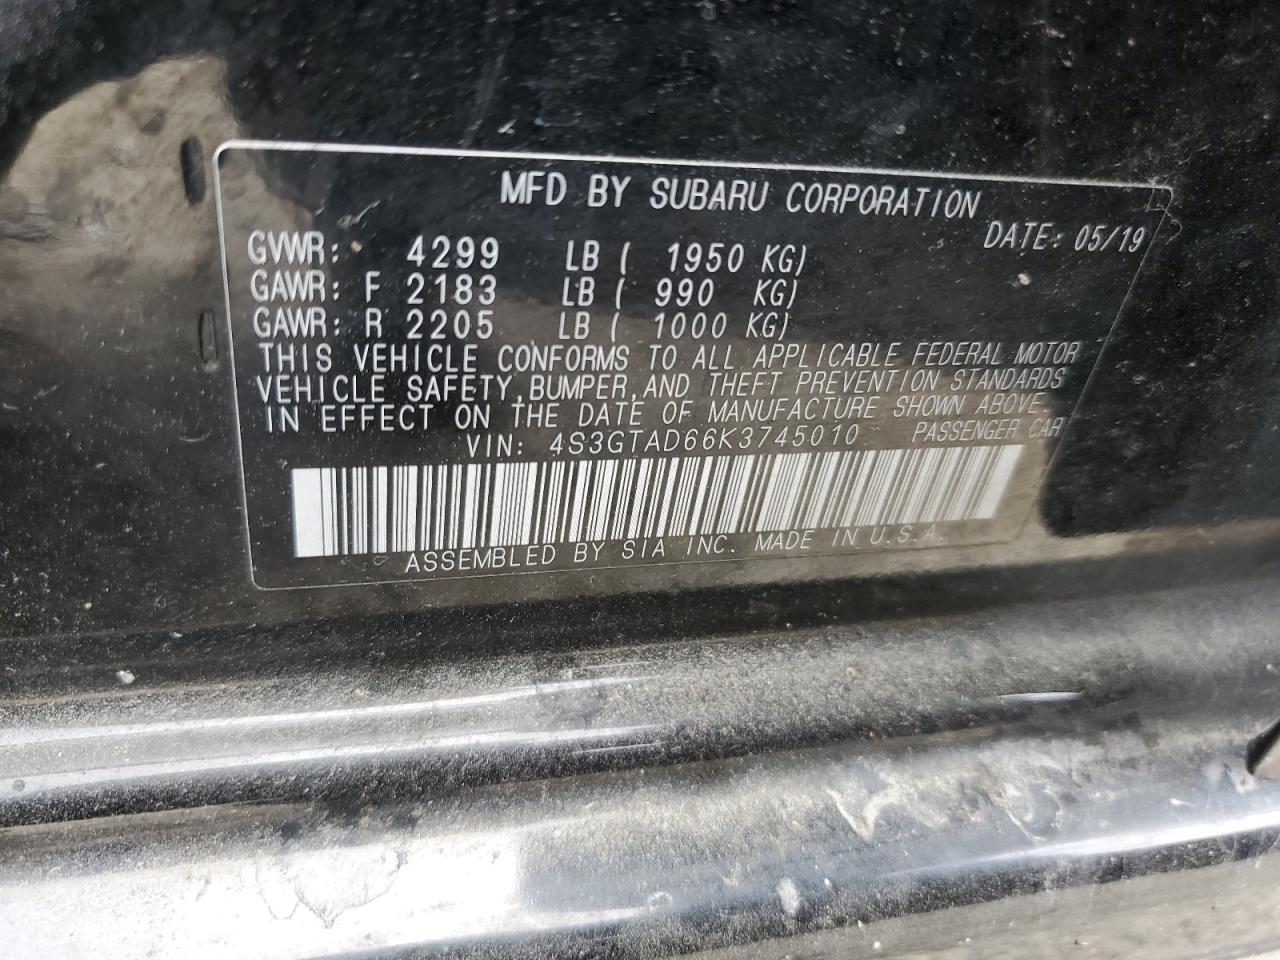 MFD BY SUBARU CORPORATION
DATE: 05/19
GVWR: 4299 LB ( 1950 KG)
GAWR: F 2183 LB ( 990 KG)
GAWR: R 2205 LB ( 1000 KG)
THIS VEHICLE CONFORMS TO ALL APPLICABLE FEDERAL MOTOR
VEHICLE SAFETY, BUMPER, AND THEFT PREVENTION STANDARDS
IN EFFECT ON THE DATE OF MANUFACTURE SHOWN ABOVE
VIN: 4S3GTAD66K3745010 PASSENGER CAR
ASSEMBLED BY SIA INC. MADE IN U.S.A.